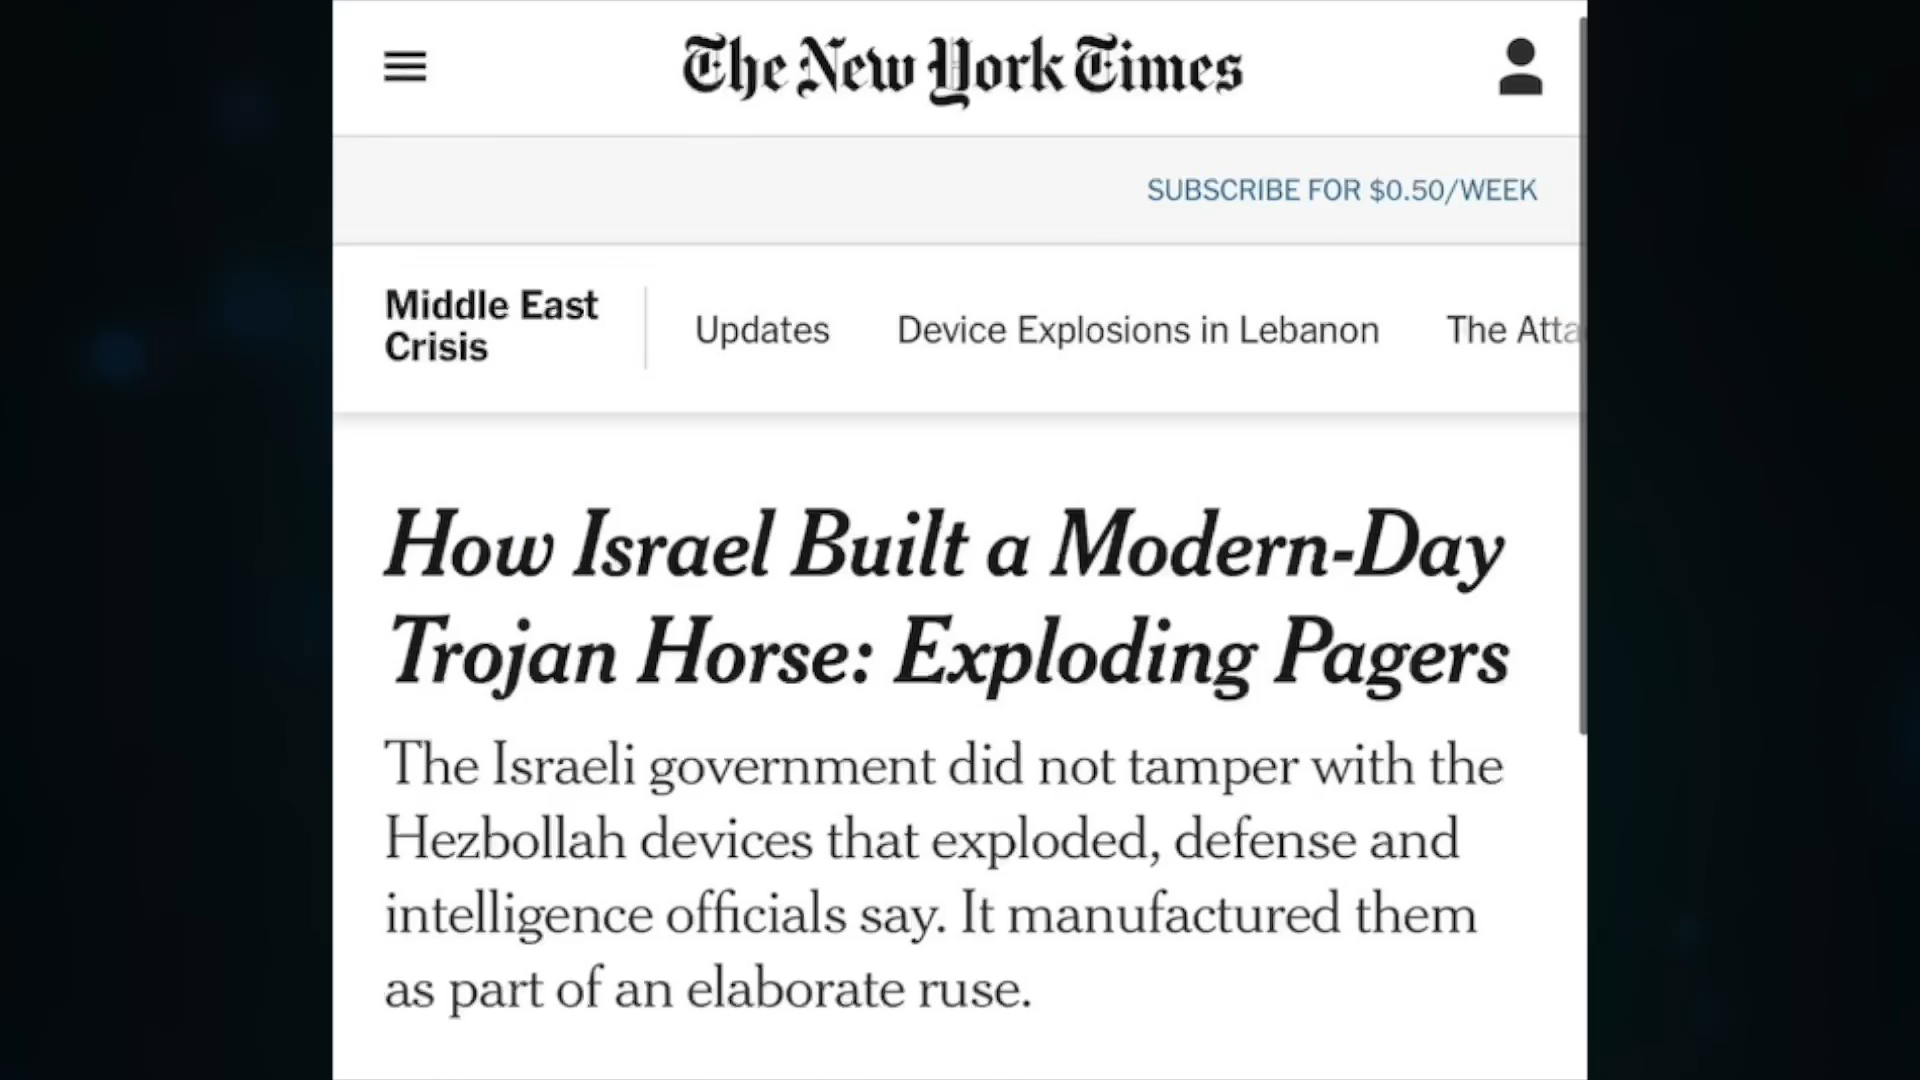 The New York Times
SUBSCRIBE FOR $0.50/WEEK
Middle East
Crisis
Updates
Device Explosions in Lebanon
The Atta
How Israel Built a Modern-Day
Trojan Horse: Exploding Pagers
The Israeli government did not tamper with the
Hezbollah devices that exploded, defense and
intelligence officials say. It manufactured them
as part of an elaborate ruse.